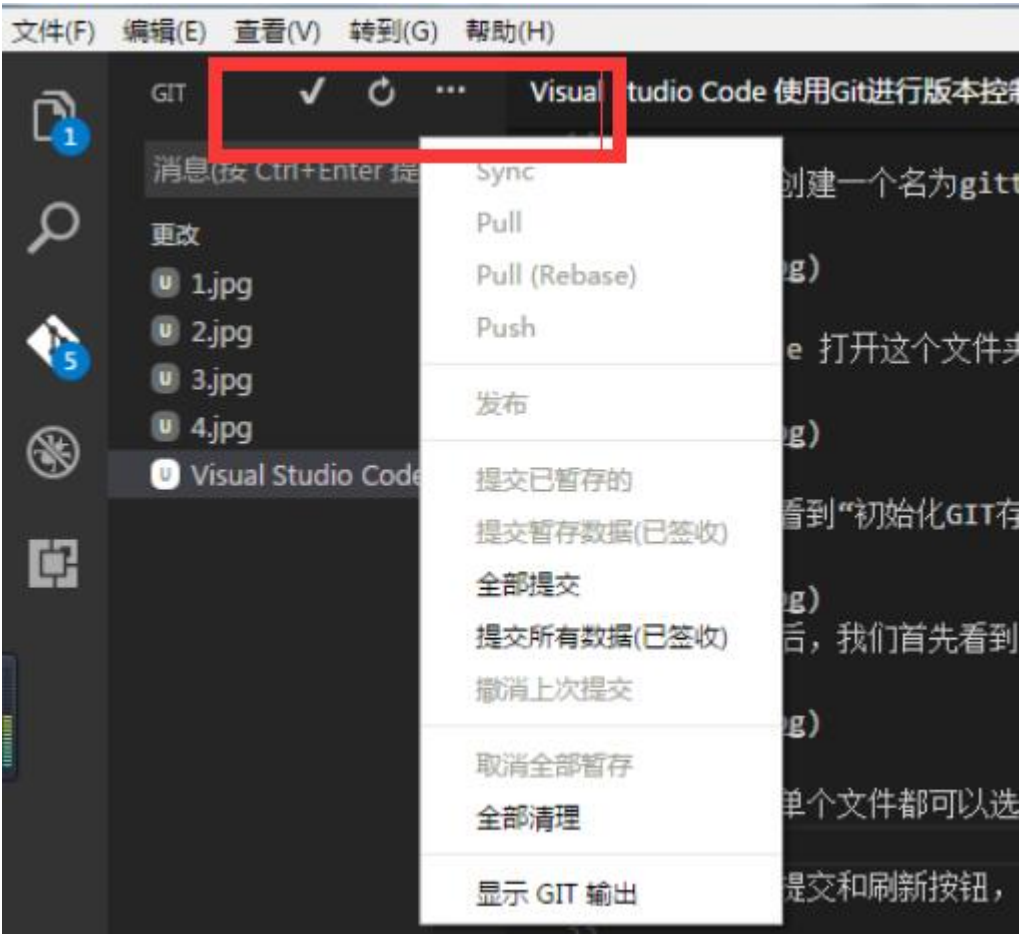 文件(F) 编辑(E) 查看(V) 转到(G) 帮助(H)
GIT
Visual tudio Code 使用Git进行版本控制
1
消息(按 Ctrl+Enter 提
更改
U 1.jpg
U 2.jpg
U 3.jpg
U 4.jpg
U Visual Studio Code
5
Sync
Pull
Pull (Rebase)
Push
发布
提交已暂存的
提交暂存数据(已签收)
全部提交
提交所有数据(已签收)
撤消上次提交
取消全部暂存
全部清理
显示 GIT 输出
创建一个名为gitt
g)
e 打开这个文件夹
g)
看到“初始化GIT存
g)
后，我们首先看到
g)
单个文件都可以选
提交和刷新按钮，